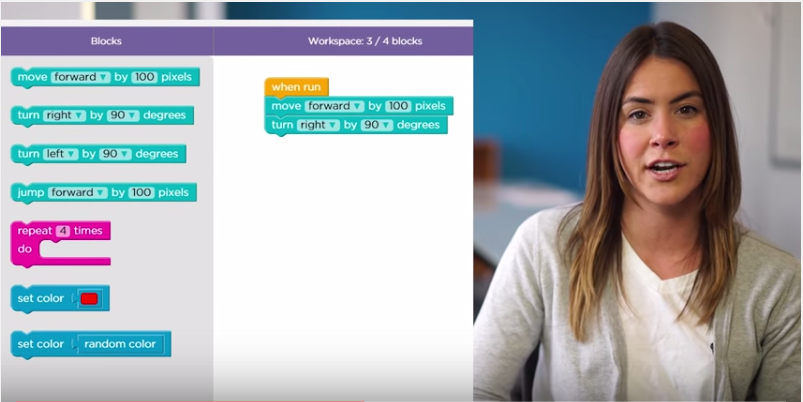 Blocks
move forward by 100 pixels
turn right by 90 degrees
turn left by 90 degrees
jump forward by 100 pixels
repeat 4 times
do
set color
set color random color
Workspace: 3 / 4 blocks
when run
move forward by 100 pixels
turn right by 90 degrees